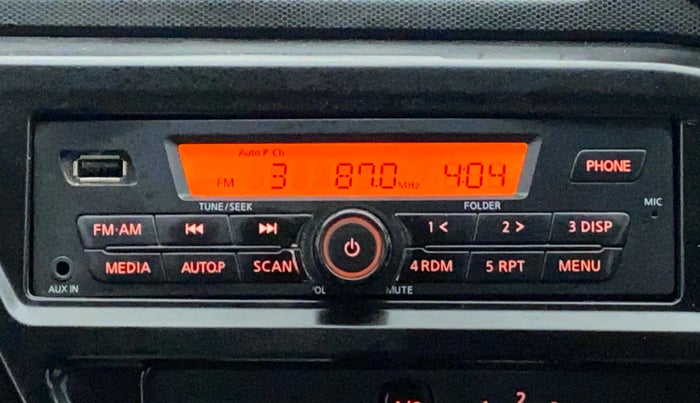 Auto P Ch
FM 3 87.0 MHz 4:04
PHONE
TUNE/SEEK
FOLDER
MIC
FM·AM
1 <
2 >
3 DISP
MEDIA
AUTO.P
SCAN
4 RDM
5 RPT
MENU
AUX IN
MUTE
2